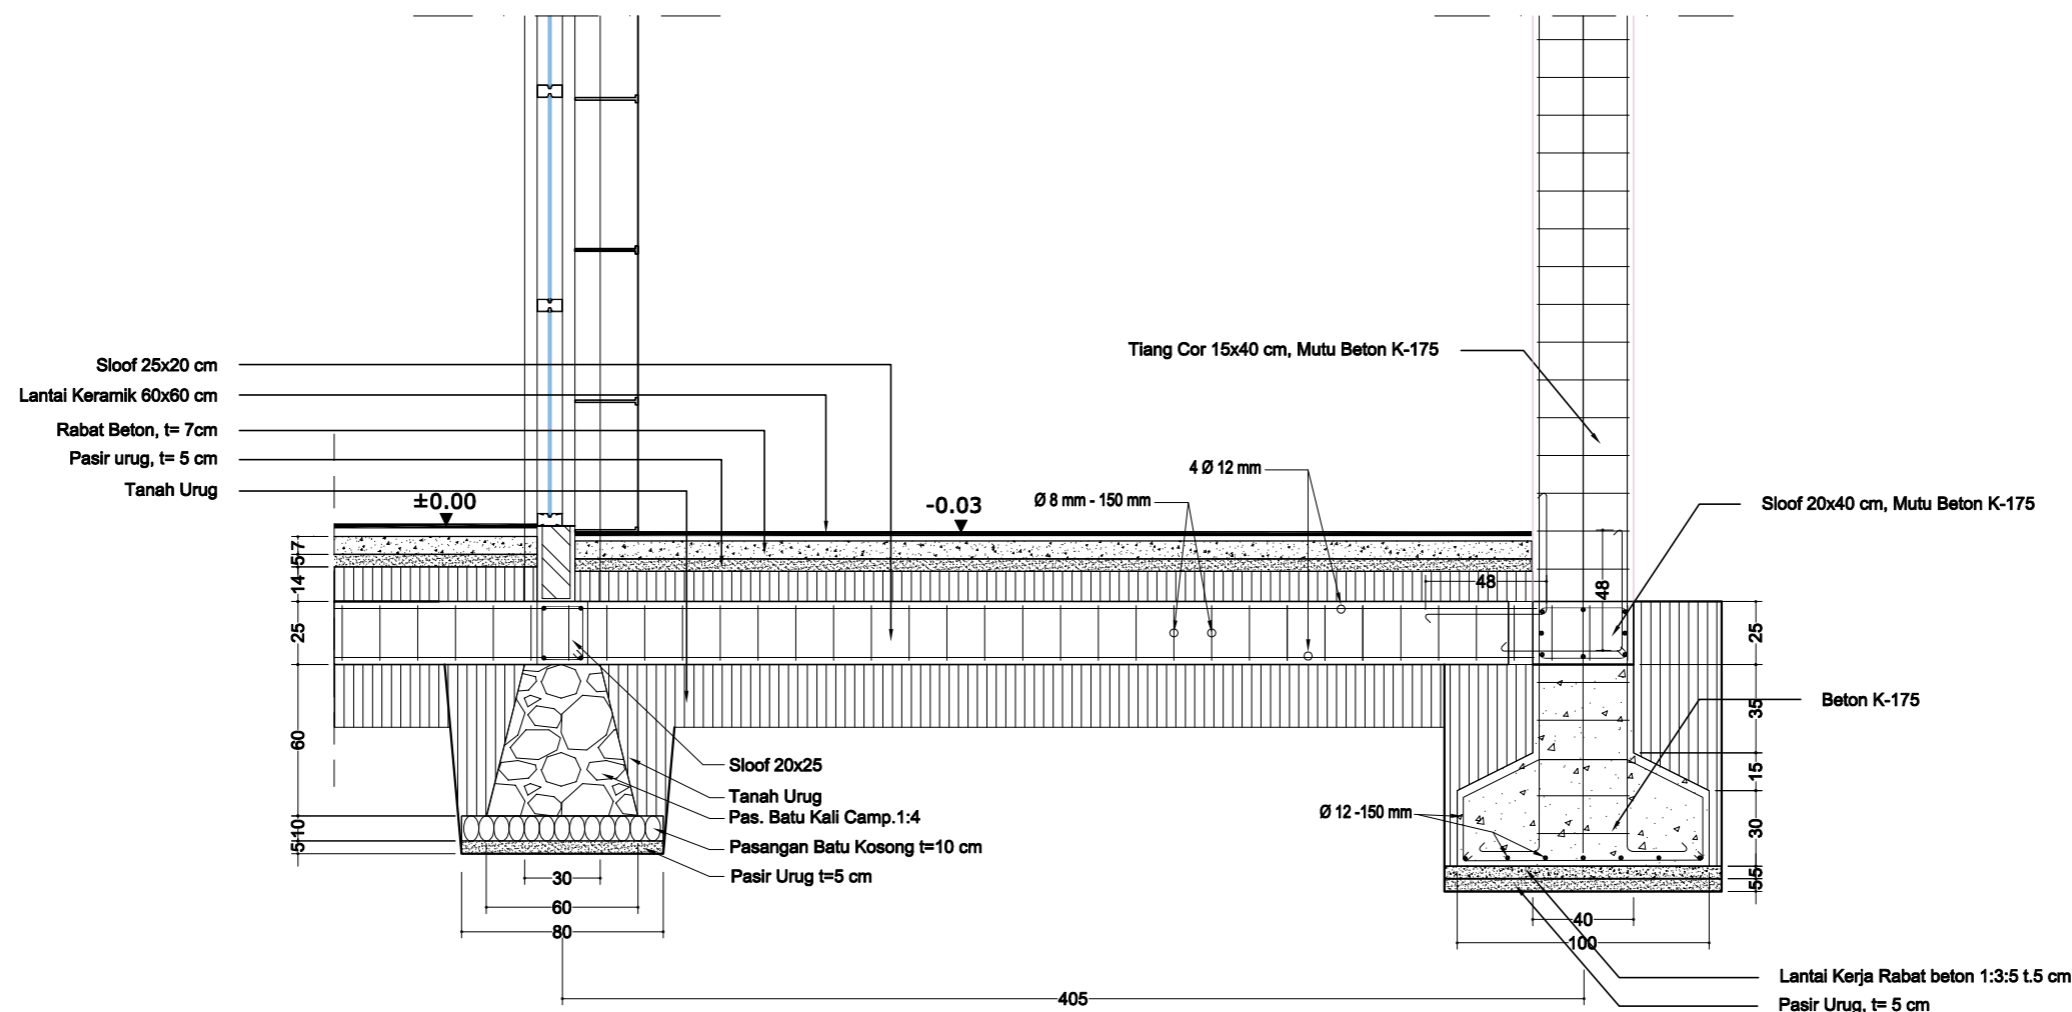 Sloof 25x20 cm
Lantai Keramik 60x60 cm
Rabat Beton, t= 7cm
Pasir urug, t= 5 cm
Tanah Urug
±0.00
-0.03
Ø 8 mm - 150 mm
4 Ø 12 mm
Tiang Cor 15x40 cm, Mutu Beton K-175
Sloof 20x40 cm, Mutu Beton K-175
Beton K-175
48
48
7
5
14
25
60
10
5
25
35
15
30
5
5
Sloof 20x25
Tanah Urug
Pas. Batu Kali Camp.1:4
Pasangan Batu Kosong t=10 cm
Pasir Urug t=5 cm
Ø 12 -150 mm
30
60
80
40
100
405
Lantai Kerja Rabat beton 1:3:5 t.5 cm
Pasir Urug, t= 5 cm